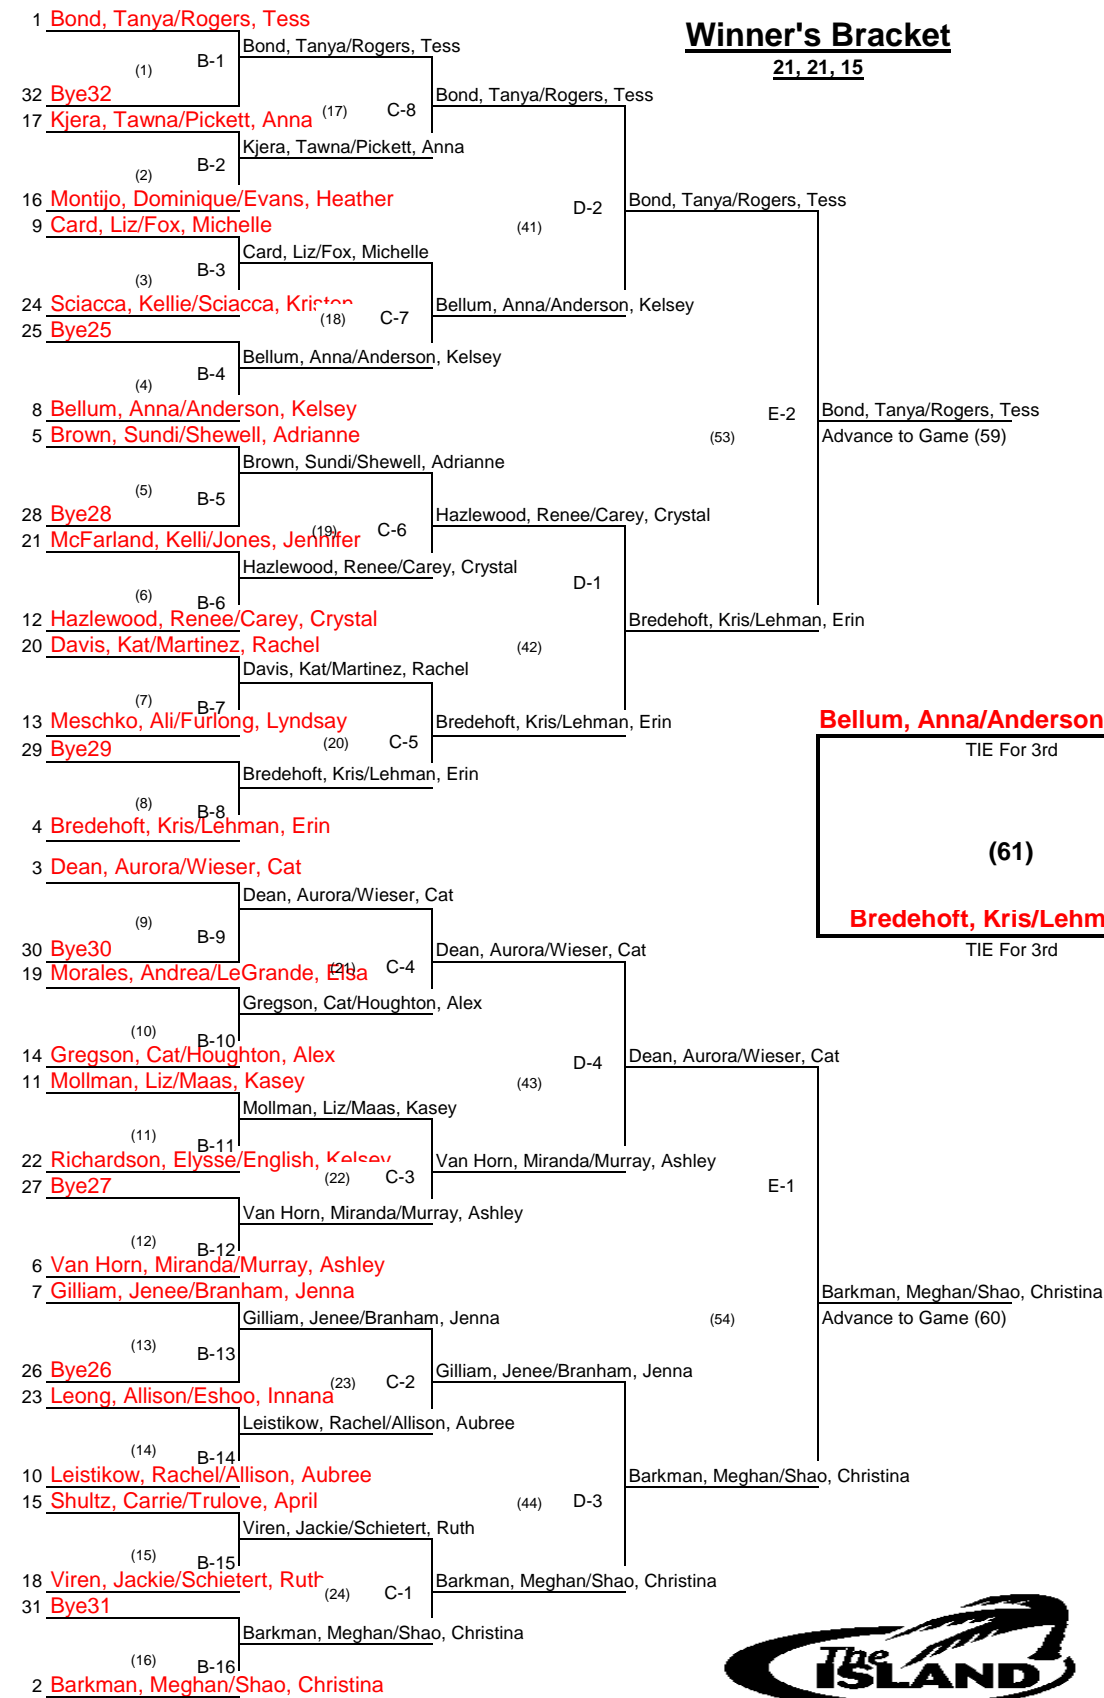 Winner's Bracket
21, 21, 15
1 Bond, Tanya/Rogers, Tess
Bond, Tanya/Rogers, Tess
(1) B-1
32 Bye32
Bond, Tanya/Rogers, Tess
17 Kjera, Tawna/Pickett, Anna
(17) C-8
Kjera, Tawna/Pickett, Anna
(2) B-2
16 Montijo, Dominique/Evans, Heather
Bond, Tanya/Rogers, Tess
D-2
9 Card, Liz/Fox, Michelle
(41)
Card, Liz/Fox, Michelle
(3) B-3
24 Sciacca, Kellie/Sciacca, Kristen
Bellum, Anna/Anderson, Kelsey
(18) C-7
25 Bye25
Bellum, Anna/Anderson, Kelsey
(4) B-4
8 Bellum, Anna/Anderson, Kelsey
E-2
Bond, Tanya/Rogers, Tess
5 Brown, Sundi/Shewell, Adrianne
(53)
Advance to Game (59)
Brown, Sundi/Shewell, Adrianne
(5) B-5
28 Bye28
Hazlewood, Renee/Carey, Crystal
(19) C-6
21 McFarland, Kelli/Jones, Jennifer
Hazlewood, Renee/Carey, Crystal
D-1
(6) B-6
12 Hazlewood, Renee/Carey, Crystal
Bredehoft, Kris/Lehman, Erin
20 Davis, Kat/Martinez, Rachel
(42)
Davis, Kat/Martinez, Rachel
(7) B-7
13 Meschko, Ali/Furlong, Lyndsay
Bredehoft, Kris/Lehman, Erin
Bellum, Anna/Anderson
(20) C-5
29 Bye29
TIE For 3rd
Bredehoft, Kris/Lehman, Erin
(8) B-8
4 Bredehoft, Kris/Lehman, Erin
(61)
3 Dean, Aurora/Wieser, Cat
Dean, Aurora/Wieser, Cat
(9) B-9
Bredehoft, Kris/Lehm
30 Bye30
Dean, Aurora/Wieser, Cat
TIE For 3rd
19 Morales, Andrea/LeGrande, Elsa
(21) C-4
Gregson, Cat/Houghton, Alex
(10) B-10
14 Gregson, Cat/Houghton, Alex
Dean, Aurora/Wieser, Cat
D-4
11 Mollman, Liz/Maas, Kasey
(43)
Mollman, Liz/Maas, Kasey
(11) B-11
22 Richardson, Elysse/English, Kelsey
Van Horn, Miranda/Murray, Ashley
(22) C-3
27 Bye27
E-1
Van Horn, Miranda/Murray, Ashley
(12) B-12
6 Van Horn, Miranda/Murray, Ashley
7 Gilliam, Jenee/Branham, Jenna
Barkman, Meghan/Shao, Christina
Gilliam, Jenee/Branham, Jenna
(54)
Advance to Game (60)
(13) B-13
26 Bye26
Gilliam, Jenee/Branham, Jenna
(23) C-2
23 Leong, Allison/Eshoo, Innana
Leistikow, Rachel/Allison, Aubree
(14) B-14
10 Leistikow, Rachel/Allison, Aubree
Barkman, Meghan/Shao, Christina
15 Shultz, Carrie/Trulove, April
(44) D-3
Viren, Jackie/Schietert, Ruth
(15) B-15
18 Viren, Jackie/Schietert, Ruth
Barkman, Meghan/Shao, Christina
(24) C-1
31 Bye31
Barkman, Meghan/Shao, Christina
(16) B-16
2 Barkman, Meghan/Shao, Christina
The
ISLAND